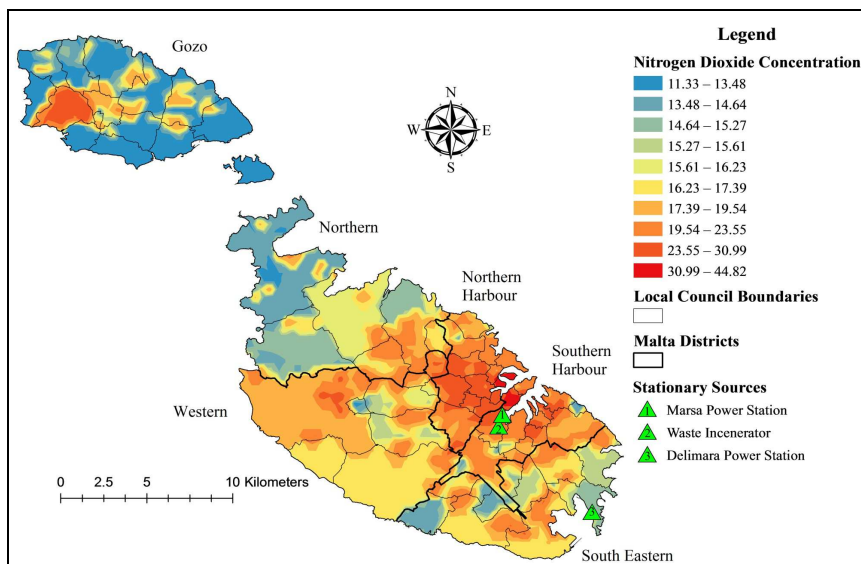 Gozo
N
W E
S
Northern
Northern
Harbour
Southern
Harbour
Western
0 5 10 Kilometers
South Eastern
1
2
3
Legend
Nitrogen Dioxide Concentration
11.33 – 13.48
13.48 – 14.64
14.64 – 15.27
15.27 – 15.61
15.61 – 16.23
16.23 – 17.39
17.39 – 19.54
19.54 – 23.55
23.55 – 30.99
30.99 – 44.82
Local Council Boundaries
Malta Districts
Stationary Sources
1 Marsa Power Station
2 Waste Incenerator
3 Delimara Power Station